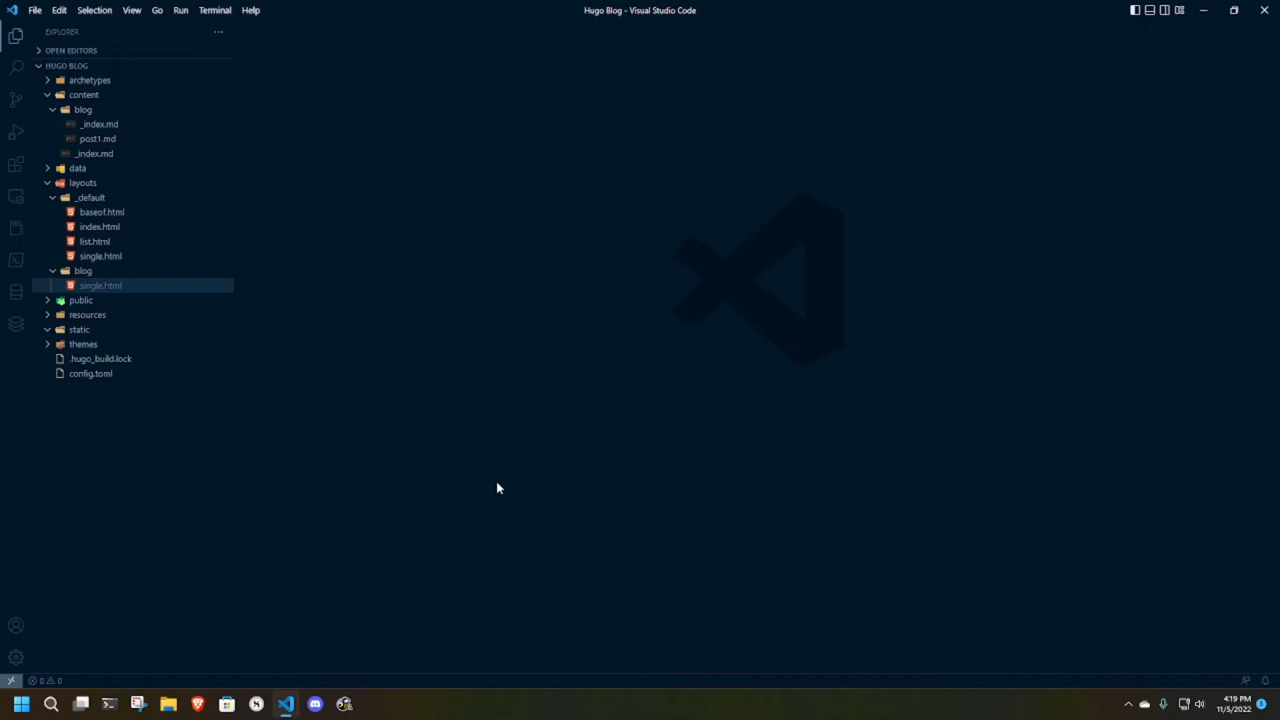 File Edit Selection View Go Run Terminal Help
Hugo Blog - Visual Studio Code
EXPLORER
OPEN EDITORS
HUGO BLOG
archetypes
content
blog
_index.md
post1.md
_index.md
data
layouts
_default
baseof.html
index.html
list.html
single.html
blog
single.html
public
resources
static
themes
.hugo_build.lock
config.toml
0 0
4:19 PM
11/5/2022